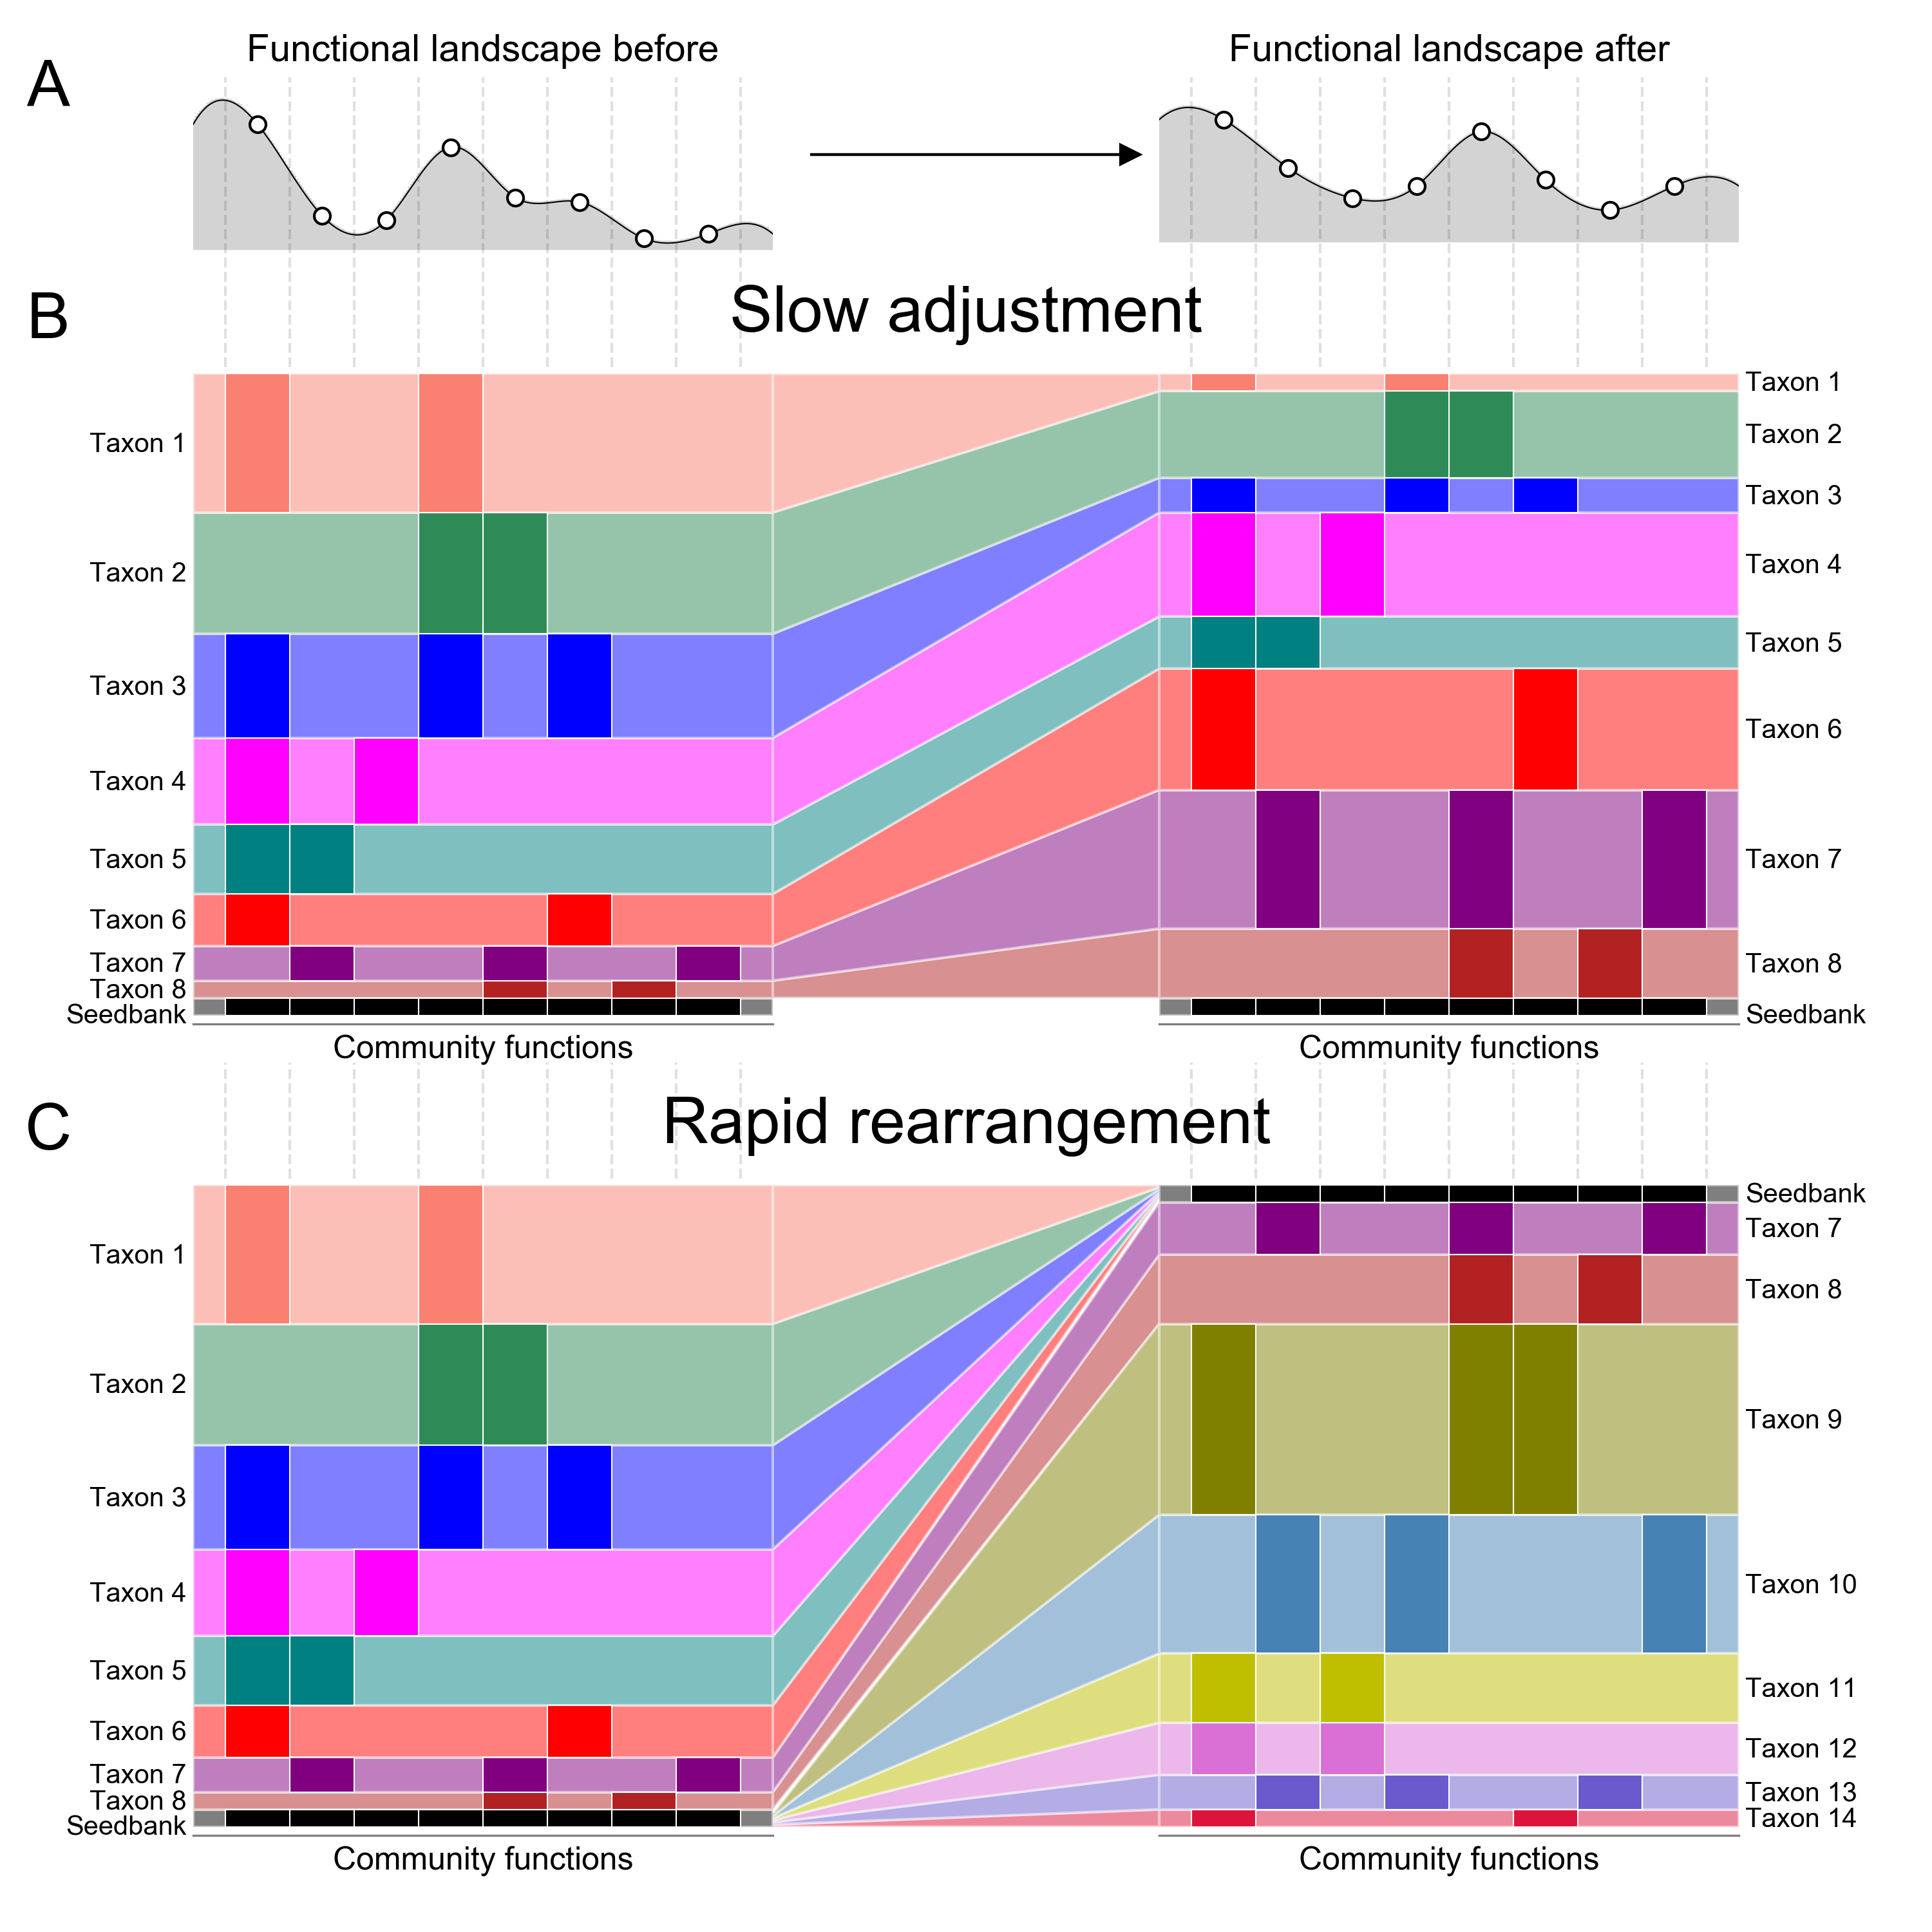 Functional landscape before
Functional landscape after
A
B
Slow adjustment
Taxon 1
Taxon 2
Taxon 3
Taxon 4
Taxon 5
Taxon 6
Taxon 7
Taxon 8
Seedbank
Taxon 1
Taxon 2
Taxon 3
Taxon 4
Taxon 5
Taxon 6
Taxon 7
Taxon 8
Seedbank
Community functions
Community functions
C
Rapid rearrangement
Taxon 1
Taxon 2
Taxon 3
Taxon 4
Taxon 5
Taxon 6
Taxon 7
Taxon 8
Seedbank
Seedbank
Taxon 7
Taxon 8
Taxon 9
Taxon 10
Taxon 11
Taxon 12
Taxon 13
Taxon 14
Community functions
Community functions